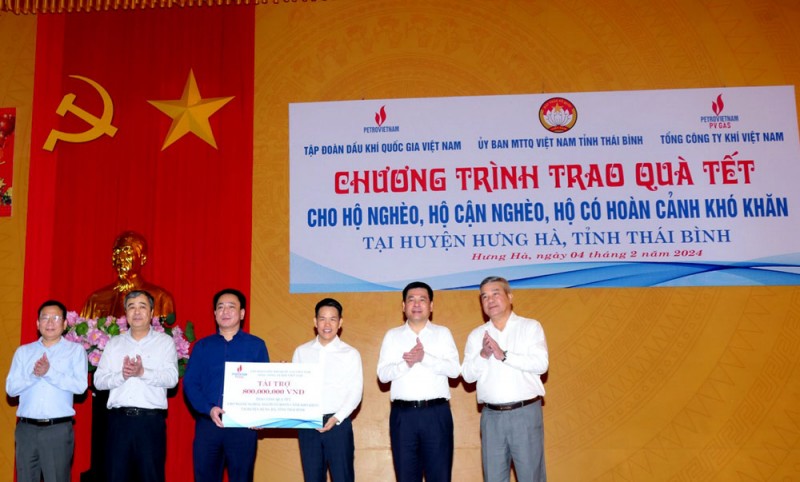 PETROVIETNAM
PETROVIETNAM
PV GAS
TẬP ĐOÀN DẦU KHÍ QUỐC GIA VIỆT NAM
ỦY BAN MTTQ VIỆT NAM TỈNH THÁI BÌNH
TỔNG CÔNG TY KHÍ VIỆT NAM
CHƯƠNG TRÌNH TRAO QUÀ TẾT
CHO HỘ NGHÈO, HỘ CẬN NGHÈO, HỘ CÓ HOÀN CẢNH KHÓ KHĂN
TẠI HUYỆN HƯNG HÀ, TỈNH THÁI BÌNH
Hưng Hà, ngày 04 tháng 2 năm 2024
TÀI TRỢ
800,000,000 VND